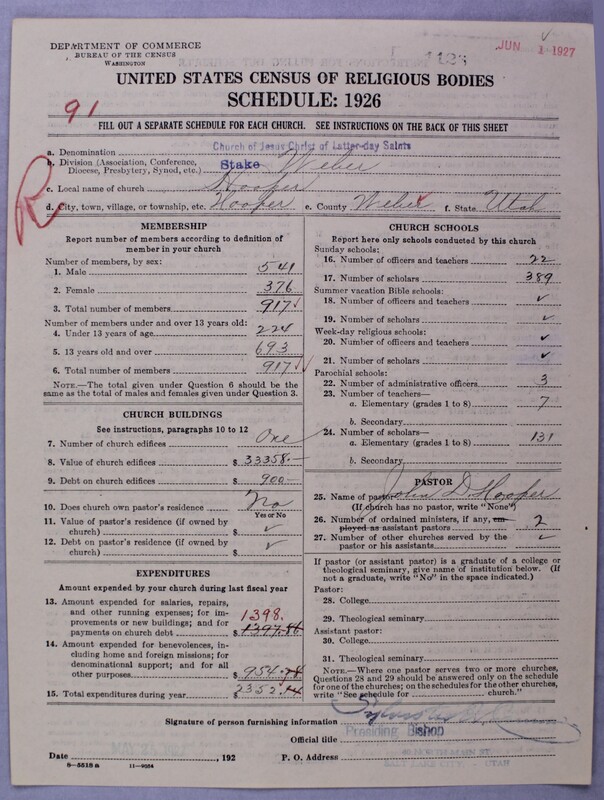 DEPARTMENT OF COMMERCE
BUREAU OF THE CENSUS
WASHINGTON
1123
JUN 1 1927
UNITED STATES CENSUS OF RELIGIOUS BODIES
SCHEDULE: 1926
91
FILL OUT A SEPARATE SCHEDULE FOR EACH CHURCH. SEE INSTRUCTIONS ON THE BACK OF THIS SHEET
R
a. Denomination Church of Jesus Christ of Latter-day Saints
b. Division (Association, Conference, Diocese, Presbytery, Synod, etc.) Stake Weber
c. Local name of church Hooper
d. City, town, village, or township, etc. Hooper e. County Weber f. State Utah
MEMBERSHIP
Report number of members according to definition of member in your church
Number of members, by sex:
1. Male 541
2. Female 376
3. Total number of members 917
Number of members under and over 13 years old:
4. Under 13 years of age 224
5. 13 years old and over 693
6. Total number of members 917
NOTE.—The total given under Question 6 should be the same as the total of males and females given under Question 3.
CHURCH BUILDINGS
See instructions, paragraphs 10 to 12
7. Number of church edifices One
8. Value of church edifices $ 33358.—
9. Debt on church edifices $ 900—
10. Does church own pastor's residence? No
Yes or No
11. Value of pastor's residence (if owned by church) $ ✓
12. Debt on pastor's residence (if owned by church) $ ✓
EXPENDITURES
Amount expended by your church during last fiscal year
13. Amount expended for salaries, repairs, and other running expenses; for improvements or new buildings; and for payments on church debt $ 1397.86 1398.
14. Amount expended for benevolences, including home and foreign missions; for denominational support; and for all other purposes $ 954.78
15. Total expenditures during year $ 2352.
CHURCH SCHOOLS
Report here only schools conducted by this church
Sunday schools:
16. Number of officers and teachers 22
17. Number of scholars 389
Summer vacation Bible schools:
18. Number of officers and teachers ✓
19. Number of scholars ✓
Week-day religious schools:
20. Number of officers and teachers ✓
21. Number of scholars ✓
Parochial schools:
22. Number of administrative officers 3
23. Number of teachers—
a. Elementary (grades 1 to 8) 7
b. Secondary
24. Number of scholars—
a. Elementary (grades 1 to 8) 131
b. Secondary
PASTOR
25. Name of pastor John D. Hooper
(If church has no pastor, write "None")
26. Number of ordained ministers, if any, employed as assistant pastors 2
27. Number of other churches served by the pastor or his assistants ✓
If pastor (or assistant pastor) is a graduate of a college or theological seminary, give name of institution below. (If not a graduate, write "No" in the space indicated.)
Pastor:
28. College
29. Theological seminary
Assistant pastor:
30. College
31. Theological seminary
NOTE.—Where one pastor serves two or more churches, Questions 28 and 29 should be answered only on the schedule for one of the churches; on the schedules for the other churches, write "See schedule for church."
Signature of person furnishing information
Official title Presiding Bishop
Date , 192 P. O. Address
8—5518 a 11—9264